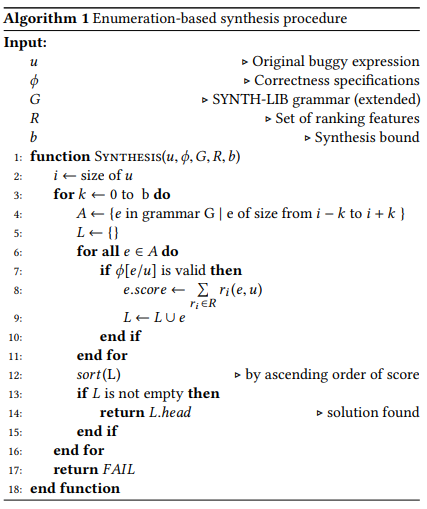 Algorithm 1 Enumeration-based synthesis procedure
Input:
u ▷ Original buggy expression
ϕ ▷ Correctness specifications
G ▷ SYNTH-LIB grammar (extended)
R ▷ Set of ranking features
b ▷ Synthesis bound
1: function Synthesis(u, ϕ, G, R, b)
2: i ← size of u
3: for k ← 0 to b do
4: A ← {e in grammar G | e of size from i − k to i + k }
5: L ← {}
6: for all e ∈ A do
7: if ϕ[e/u] is valid then
8: e.score ← ∑ r_i∈R r_i(e, u)
9: L ← L ∪ e
10: end if
11: end for
12: sort(L) ▷ by ascending order of score
13: if L is not empty then
14: return L.head ▷ solution found
15: end if
16: end for
17: return FAIL
18: end function